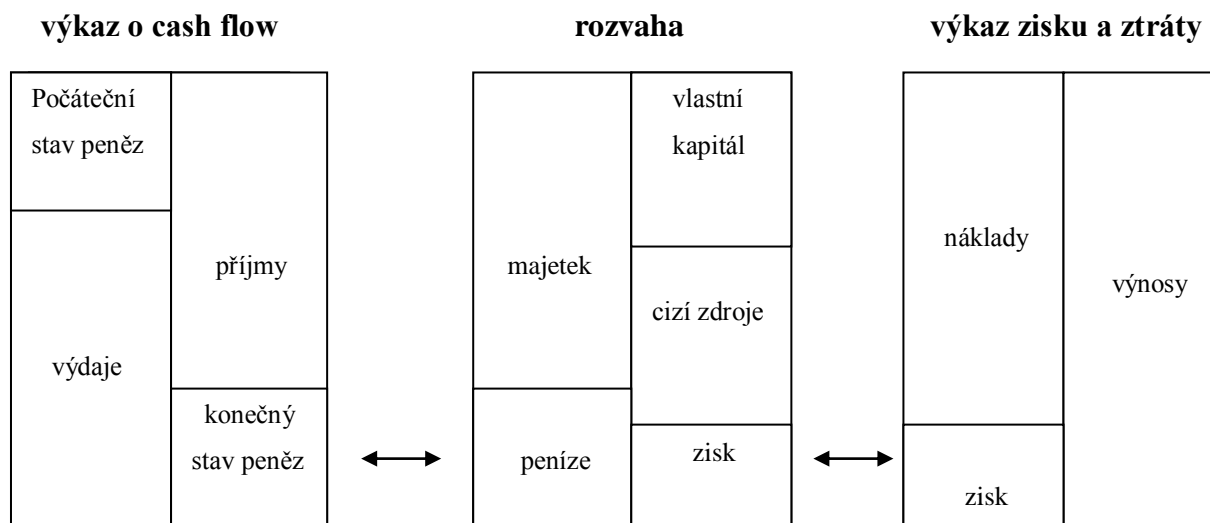 výkaz o cash flow
rozvaha
výkaz zisku a ztráty
Počáteční
stav peněz
příjmy
výdaje
konečný
stav peněz
majetek
peníze
vlastní
kapitál
cizí zdroje
zisk
náklady
zisk
výnosy